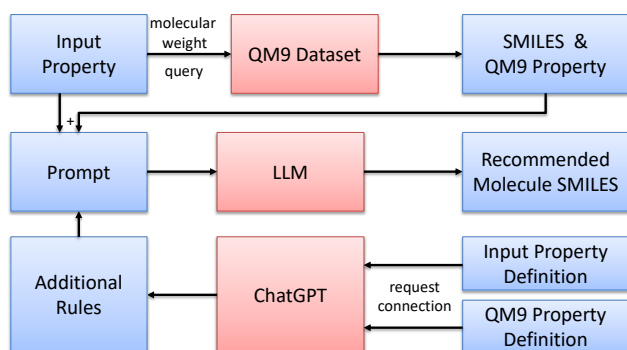 Input
Property
molecular
weight
query
QM9 Dataset
SMILES &
QM9 Property
+
Prompt
LLM
Recommended
Molecule SMILES
Additional
Rules
ChatGPT
request
connection
Input Property
Definition
QM9 Property
Definition